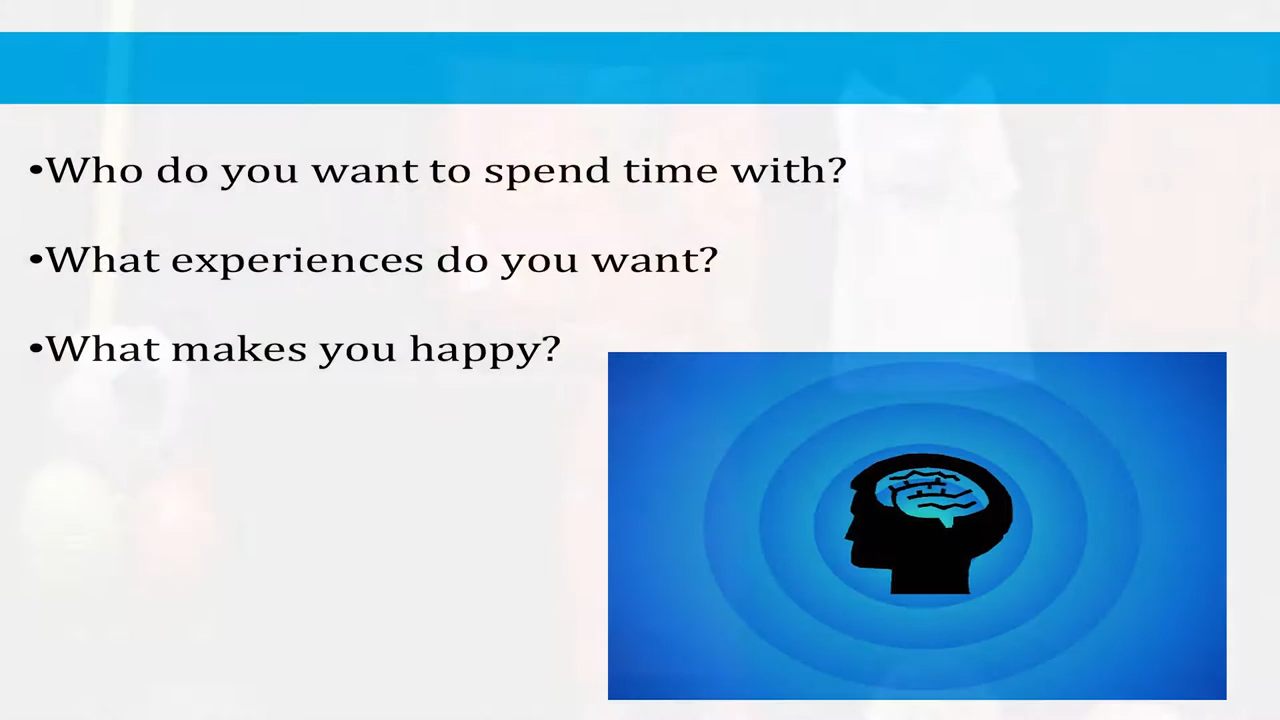 •Who do you want to spend time with?
•What experiences do you want?
•What makes you happy?